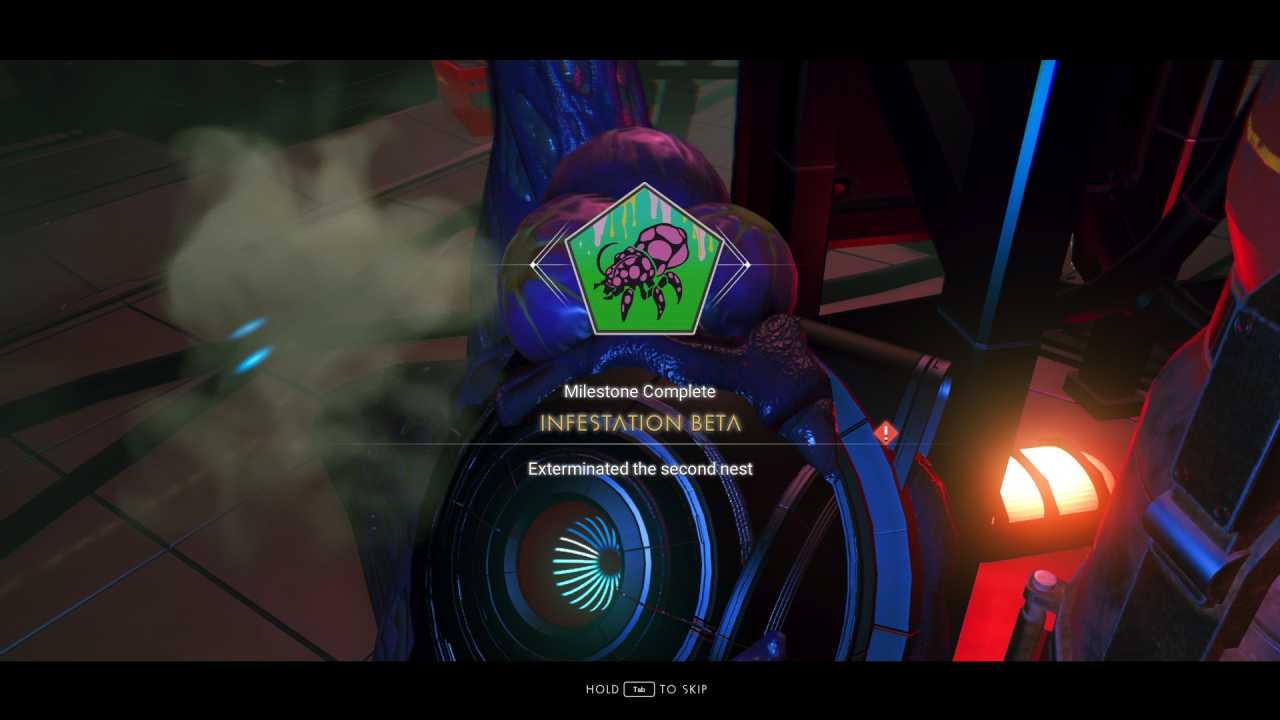 Milestone Complete
INFESTATION BETA
Exterminated the second nest
HOLD Tab TO SKIP